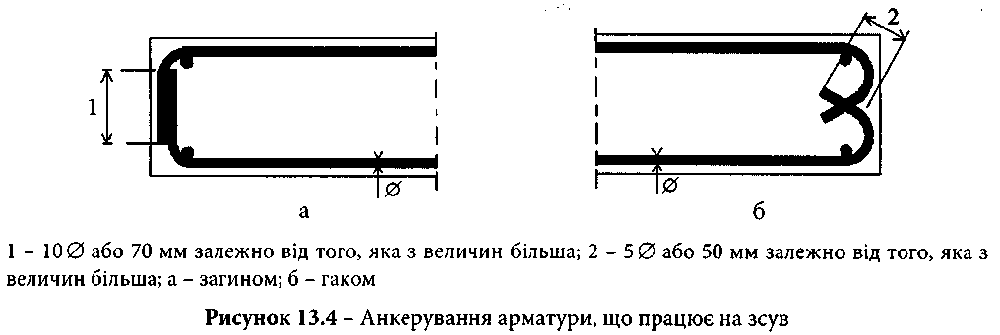 1
2
∅
∅
а
б
1 – 10∅ або 70 мм залежно від того, яка з величин більша; 2 – 5∅ або 50 мм залежно від того, яка з
величин більша; а – загином; б – гаком
Рисунок 13.4 – Анкерування арматури, що працює на зсув